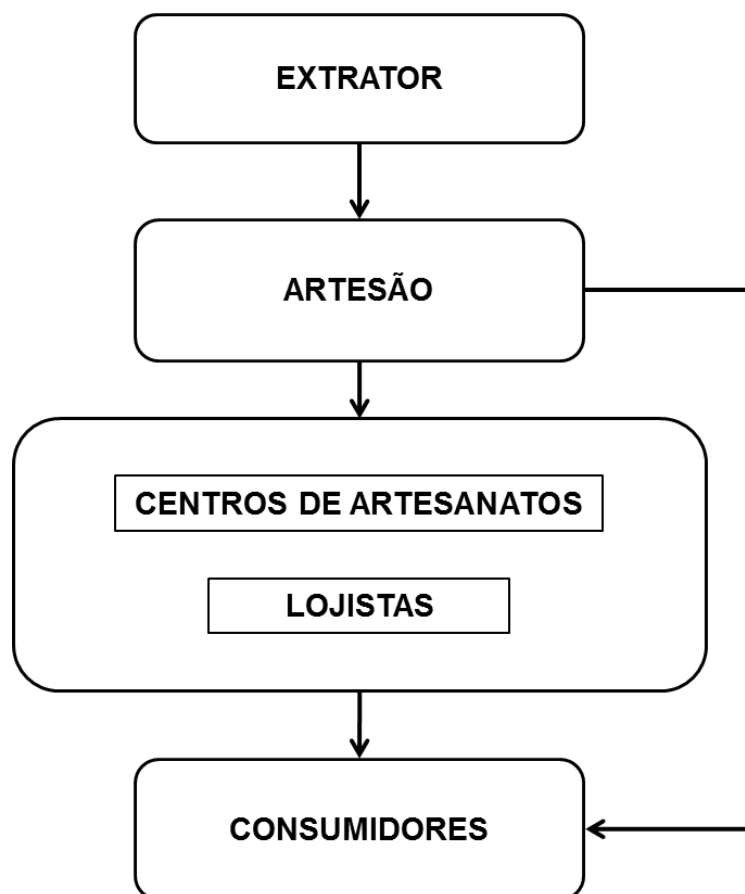 EXTRATOR
ARTESÃO
CENTROS DE ARTESANATOS
LOJISTAS
CONSUMIDORES